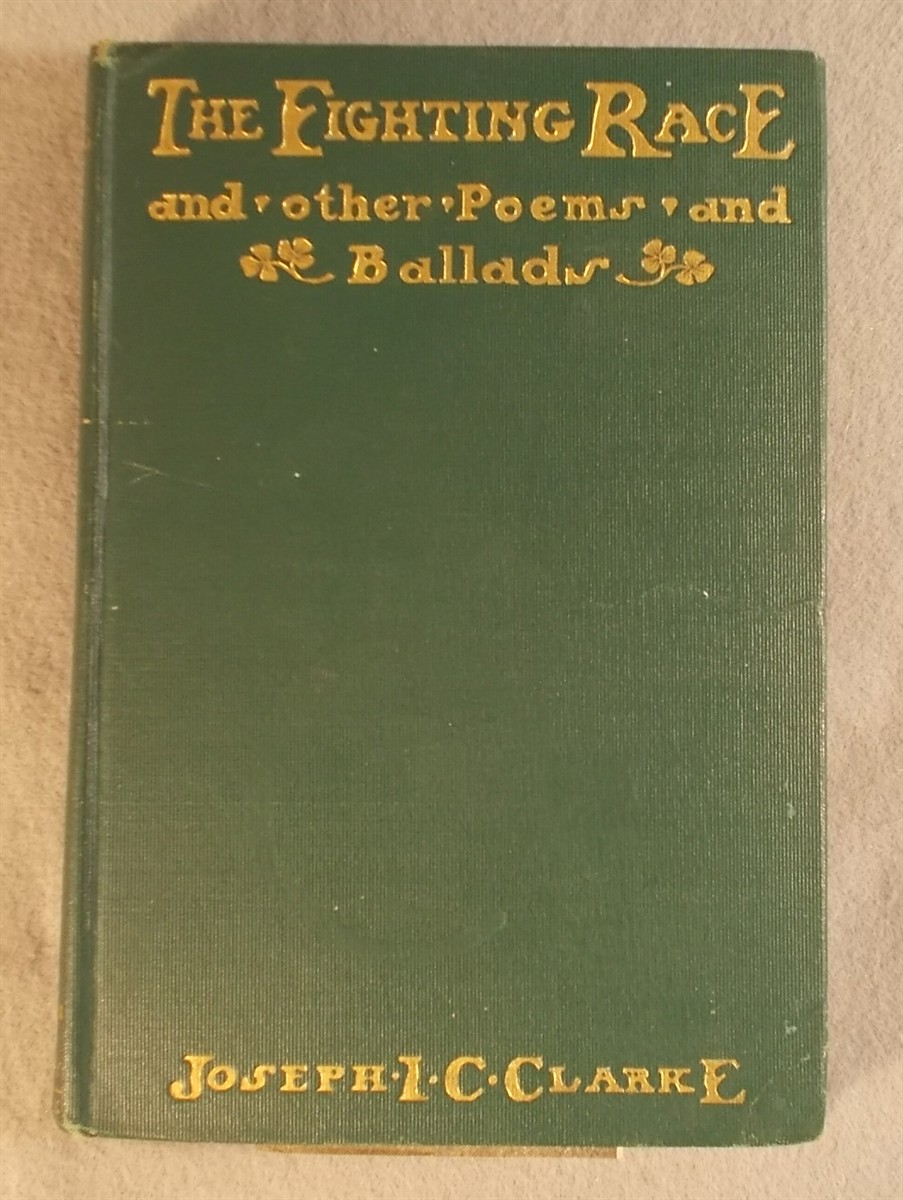 THE FIGHTING RACE
and · other · Poems · and
Ballads
JOSEPH · I · C · CLARKE